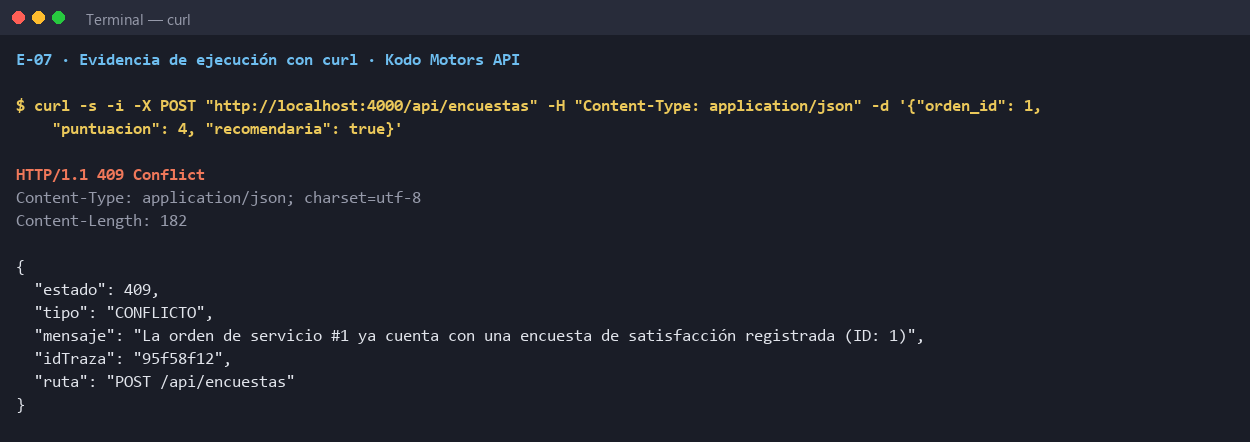 Terminal — curl
E-07 · Evidencia de ejecución con curl · Kodo Motors API
$ curl -s -i -X POST "http://localhost:4000/api/encuestas" -H "Content-Type: application/json" -d '{"orden_id": 1,
    "puntuacion": 4, "recomendaria": true}'
HTTP/1.1 409 Conflict
Content-Type: application/json; charset=utf-8
Content-Length: 182
{
  "estado": 409,
  "tipo": "CONFLICTO",
  "mensaje": "La orden de servicio #1 ya cuenta con una encuesta de satisfacción registrada (ID: 1)",
  "idTraza": "95f58f12",
  "ruta": "POST /api/encuestas"
}